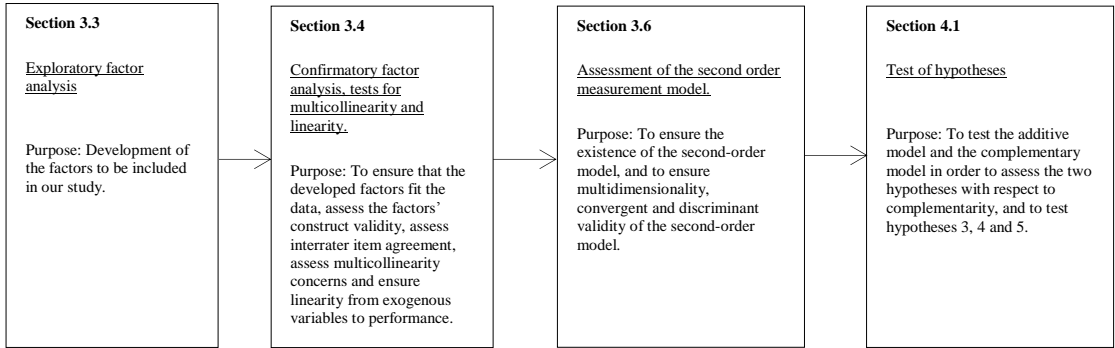 Section 3.3
Exploratory factor
analysis
Purpose: Development of
the factors to be included
in our study.
Section 3.4
Confirmatory factor
analysis, tests for
multicollinearity and
linearity.
Purpose: To ensure that the
developed factors fit the
data, assess the factors’
construct validity, assess
interrater item agreement,
assess multicollinearity
concerns and ensure
linearity from exogenous
variables to performance.
Section 3.6
Assessment of the second order
measurement model.
Purpose: To ensure the
existence of the second-order
model, and to ensure
multidimensionality,
convergent and discriminant
validity of the second-order
model.
Section 4.1
Test of hypotheses
Purpose: To test the additive
model and the complementary
model in order to assess the two
hypotheses with respect to
complementarity, and to test
hypotheses 3, 4 and 5.